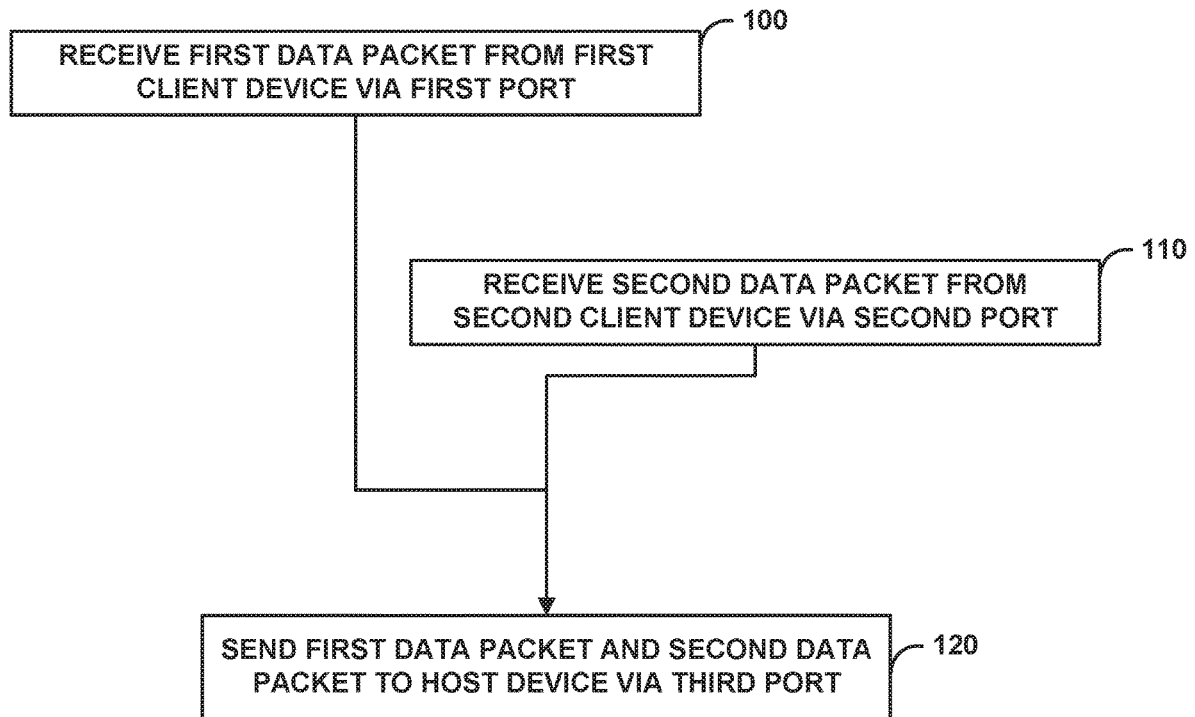 100
RECEIVE FIRST DATA PACKET FROM FIRST
CLIENT DEVICE VIA FIRST PORT
110
RECEIVE SECOND DATA PACKET FROM
SECOND CLIENT DEVICE VIA SECOND PORT
120
SEND FIRST DATA PACKET AND SECOND DATA
PACKET TO HOST DEVICE VIA THIRD PORT